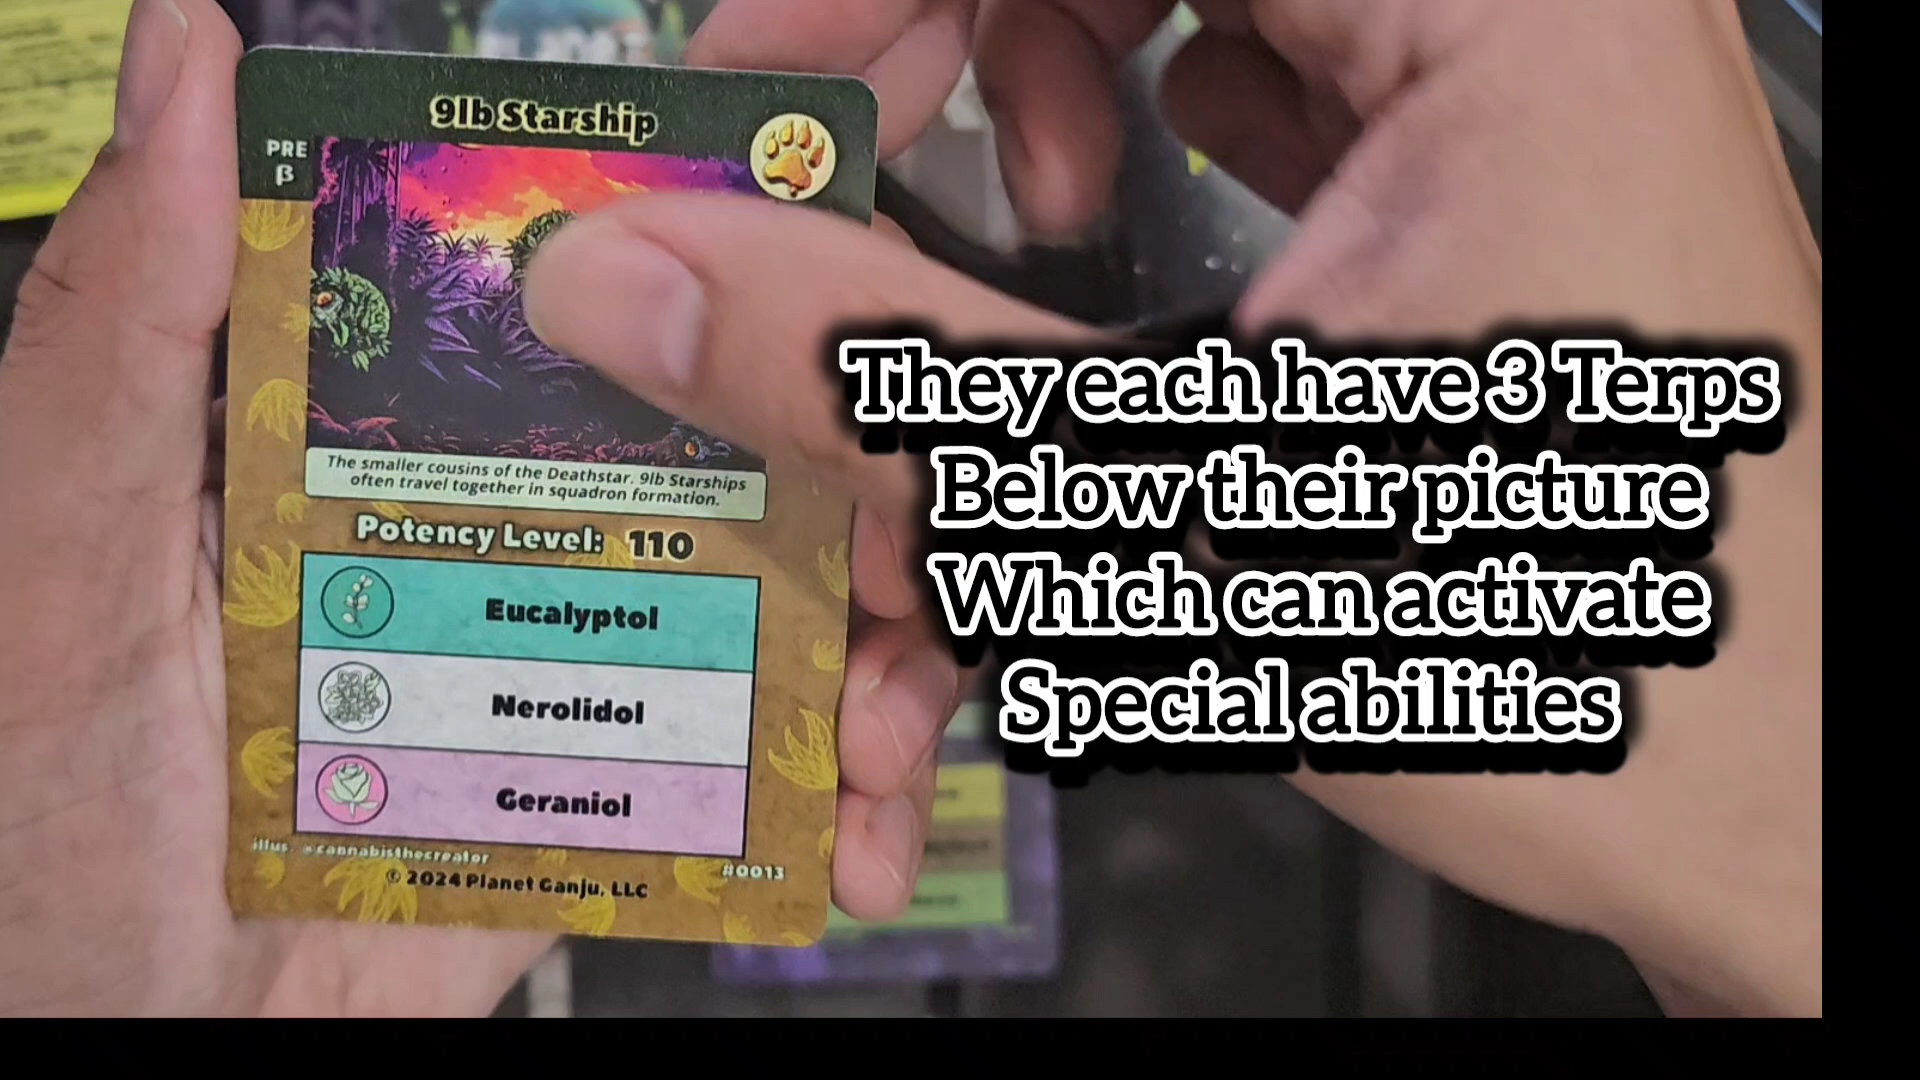 9lb Starship
PRE
β
The smaller cousins of the Deathstar. 9lb Starships
often travel together in squadron formation.
Potency Level: 110
Eucalyptol
Nerolidol
Geraniol
illus. @cannabisthecreator
#0013
© 2024 Planet Ganju, LLC
They each have 3 Terps
Below their picture
Which can activate
Special abilities